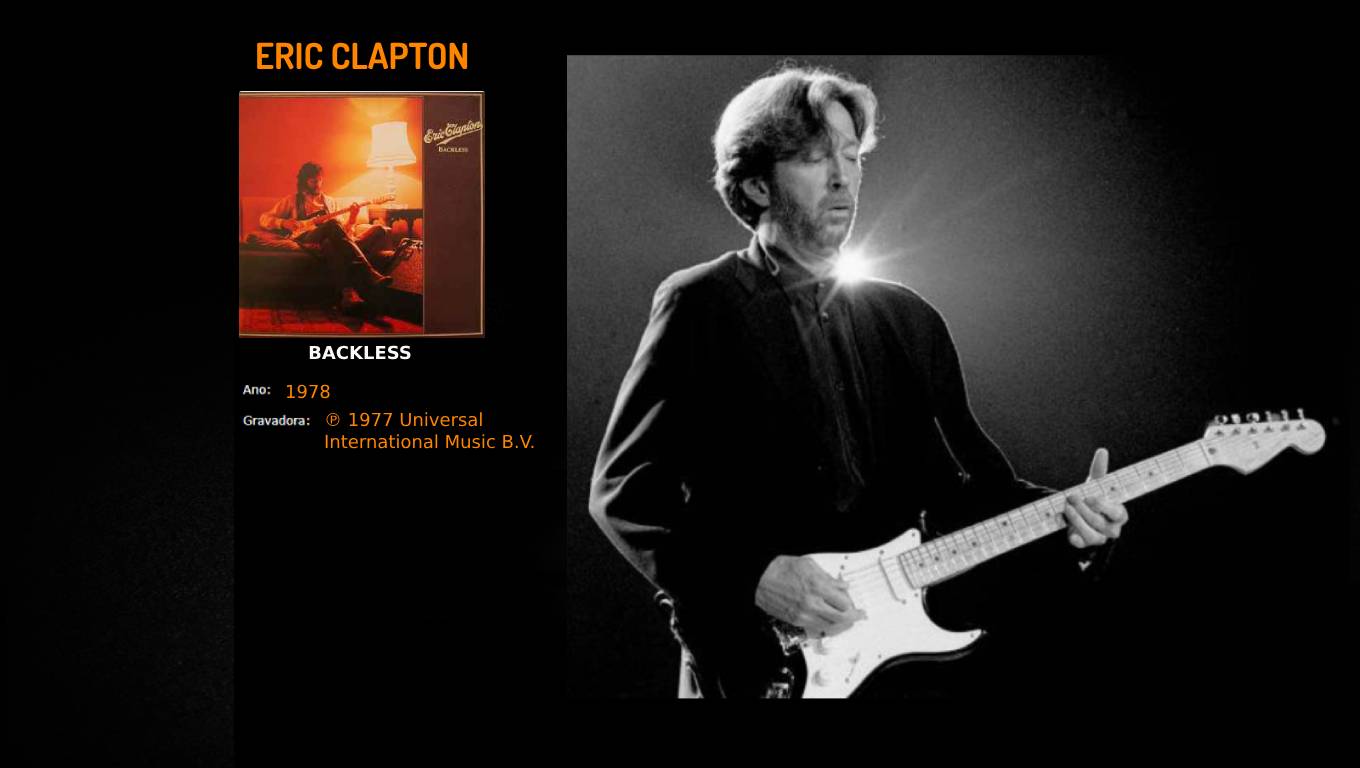 ERIC CLAPTON
Eric Clapton
BACKLESS
BACKLESS
Ano: 1978
Gravadora: ℗ 1977 Universal
International Music B.V.